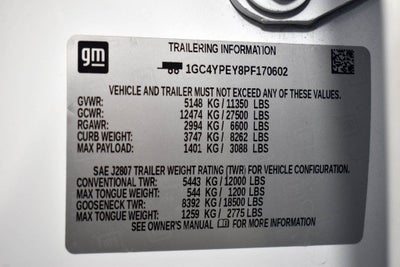 gm
TRAILERING INFORMATION
1GC4YPEY8PF170602
VEHICLE AND TRAILER MUST NOT EXCEED ANY OF THESE VALUES.
GVWR: 5148 KG / 11350 LBS
GCWR: 12474 KG / 27500 LBS
RGAWR: 2994 KG / 6600 LBS
CURB WEIGHT: 3747 KG / 8262 LBS
MAX PAYLOAD: 1401 KG / 3088 LBS
SAE J2807 TRAILER WEIGHT RATING (TWR) FOR VEHICLE CONFIGURATION.
CONVENTIONAL TWR: 5443 KG / 12000 LBS
MAX TONGUE WEIGHT: 544 KG / 1200 LBS
GOOSENECK TWR: 8392 KG / 18500 LBS
MAX TONGUE WEIGHT: 1259 KG / 2775 LBS
SEE OWNER'S MANUAL FOR MORE INFORMATION